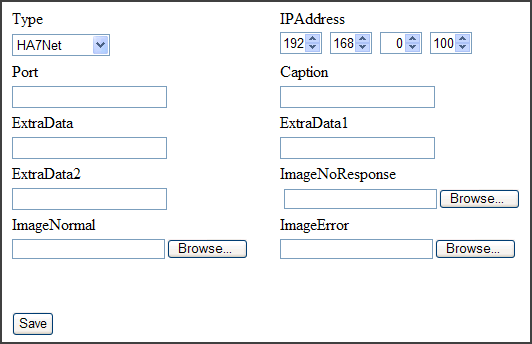 Type IPAddress
HA7Net 192 168 0 100
Port Caption
ExtraData ExtraData1
ExtraData2 ImageNoResponse
Browse...
ImageNormal ImageError
Browse... Browse...
Save